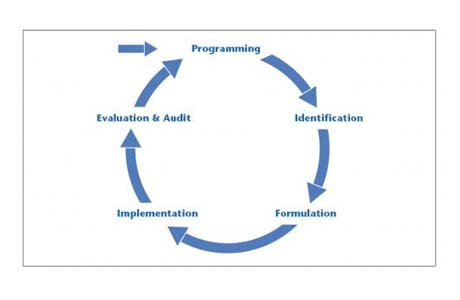 Programming
Evaluation & Audit
Identification
Implementation
Formulation